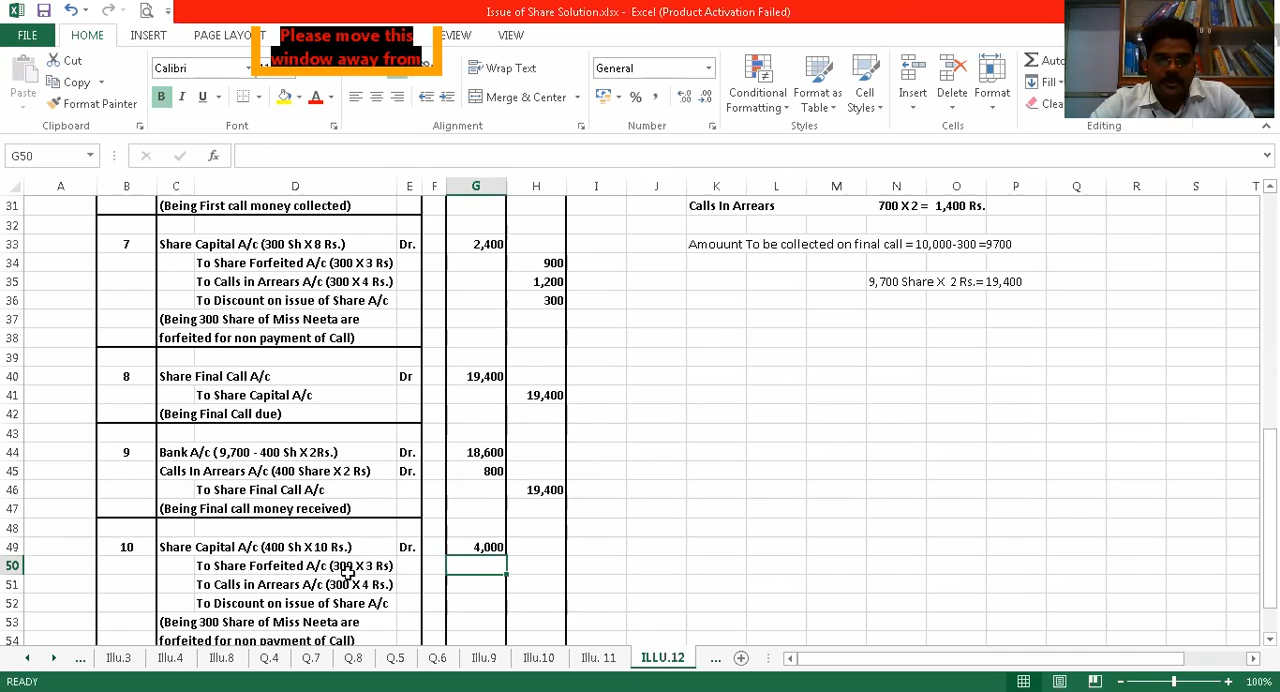 Issue of Share Solution.xlsx - Excel (Product Activation Failed)
FILE HOME INSERT PAGE LAYOU EVIEW VIEW
Please move this
window away from
Cut
Copy
Format Painter
Paste
Clipboard
Calibri
B I U
Font
Wrap Text
Merge & Center
Alignment
General
%
Number
Conditional Formatting
Format as Table
Cell Styles
Styles
Insert Delete Format
Cells
Auto
Fill
Clea
Editing
G50 fx
A B C D E F G H I J K L M N O P Q R S T
31 (Being First call money collected) Calls In Arrears 700 X 2 = 1,400 Rs.
32
33 7 Share Capital A/c (300 Sh X 8 Rs.) Dr. 2,400 Amouunt To be collected on final call = 10,000-300 =9700
34 To Share Forfeited A/c (300 X 3 Rs) 900
35 To Calls in Arrears A/c (300 X 4 Rs.) 1,200 9,700 Share X 2 Rs.= 19,400
36 To Discount on issue of Share A/c 300
37 (Being 300 Share of Miss Neeta are
38 forfeited for non payment of Call)
39
40 8 Share Final Call A/c Dr 19,400
41 To Share Capital A/c 19,400
42 (Being Final Call due)
43
44 9 Bank A/c ( 9,700 - 400 Sh X 2Rs.) Dr. 18,600
45 Calls In Arrears A/c (400 Share X 2 Rs) Dr. 800
46 To Share Final Call A/c 19,400
47 (Being Final call money received)
48
49 10 Share Capital A/c (400 Sh X 10 Rs.) Dr. 4,000
50 To Share Forfeited A/c (300 X 3 Rs)
51 To Calls in Arrears A/c (300 X 4 Rs.)
52 To Discount on issue of Share A/c
53 (Being 300 Share of Miss Neeta are
54 forfeited for non payment of Call)
... Illu.3 Illu.4 Illu.8 Q.4 Q.7 Q.8 Q.5 Q.6 Illu.9 Illu.10 Illu. 11 ILLU.12 ...
100%